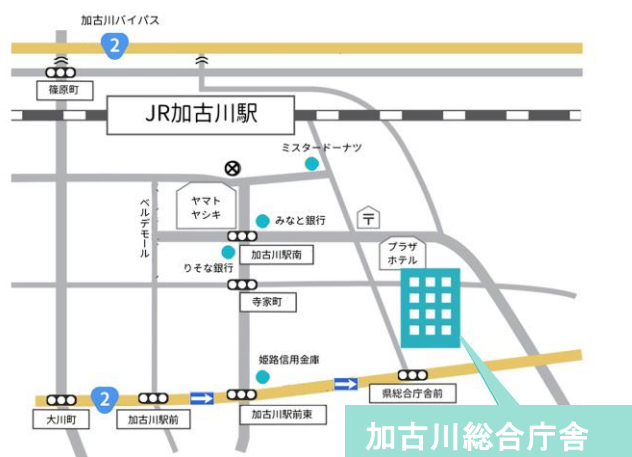 加古川バイパス
2
篠原町
JR加古川駅
ミスタードーナツ
ヤマト
ヤシキ
ベルデモール
みなと銀行
〒
加古川駅南
プラザ
ホテル
りそな銀行
寺家町
姫路信用金庫
2
大川町
加古川駅前
加古川駅前東
県総合庁舎前
加古川総合庁舎